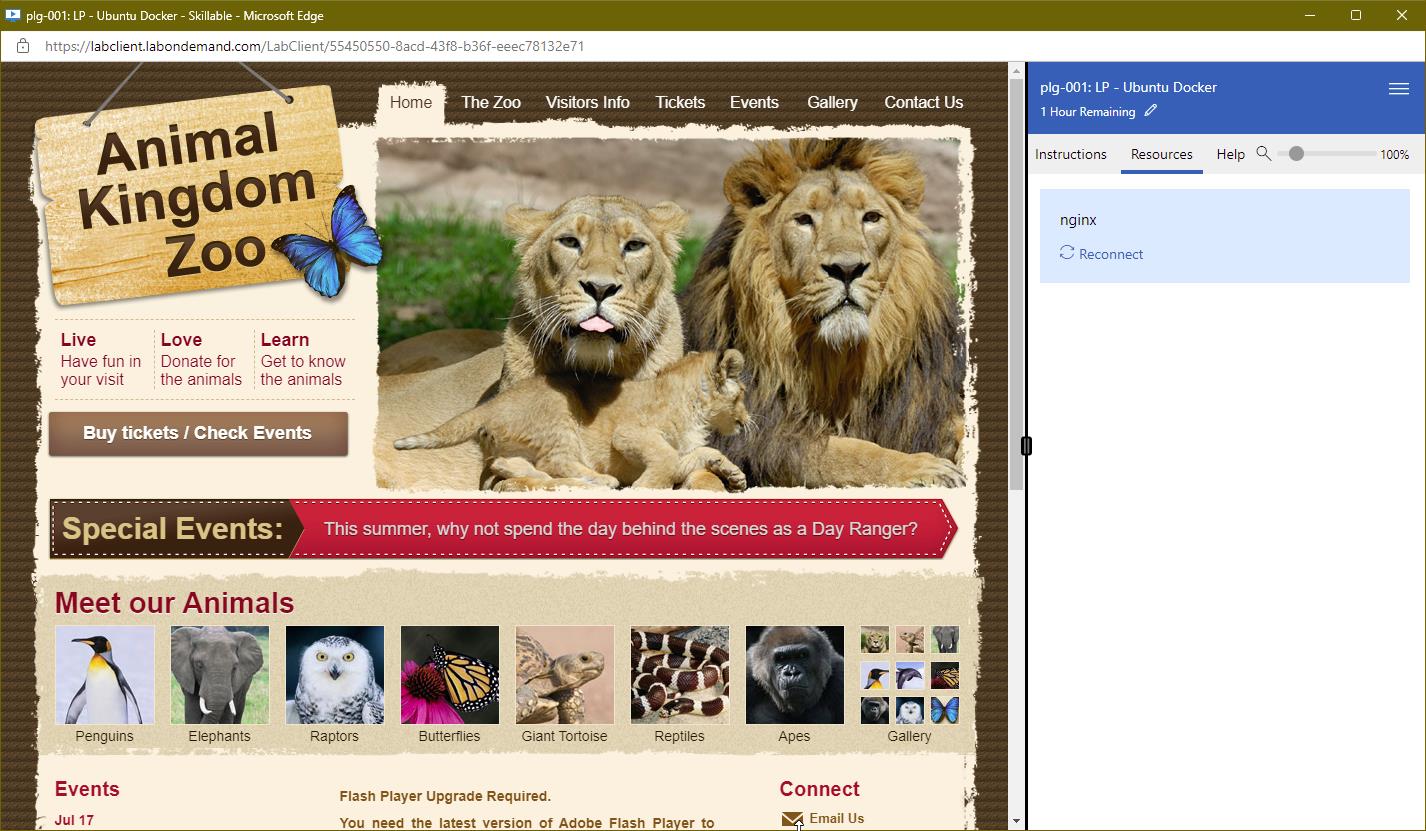 plg-001: LP - Ubuntu Docker - Skillable - Microsoft Edge
https://labclient.labondemand.com/LabClient/55450550-8acd-43f8-b36f-eeec78132e71
Animal
Kingdom
Zoo
Home The Zoo Visitors Info Tickets Events Gallery Contact Us
Live
Have fun in
your visit
Love
Donate for
the animals
Learn
Get to know
the animals
Buy tickets / Check Events
Special Events:
This summer, why not spend the day behind the scenes as a Day Ranger?
Meet our Animals
Penguins Elephants Raptors Butterflies Giant Tortoise Reptiles Apes Gallery
Events
Jul 17
Flash Player Upgrade Required.
You need the latest version of Adobe Flash Player to
Connect
Email Us
plg-001: LP - Ubuntu Docker
1 Hour Remaining
Instructions Resources Help 100%
nginx
Reconnect